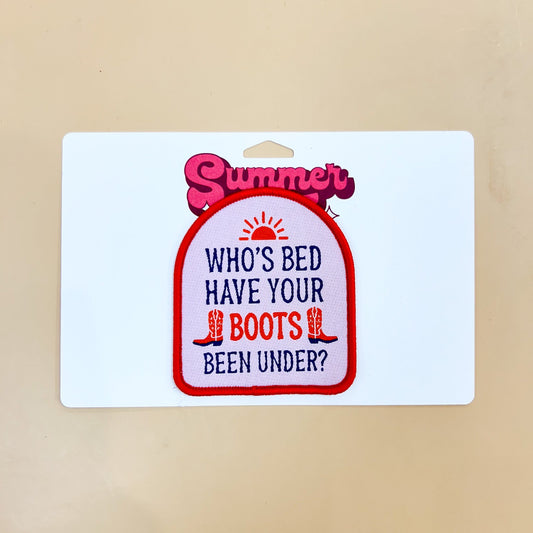 Summer
WHO'S BED
HAVE YOUR
BOOTS
BEEN UNDER?